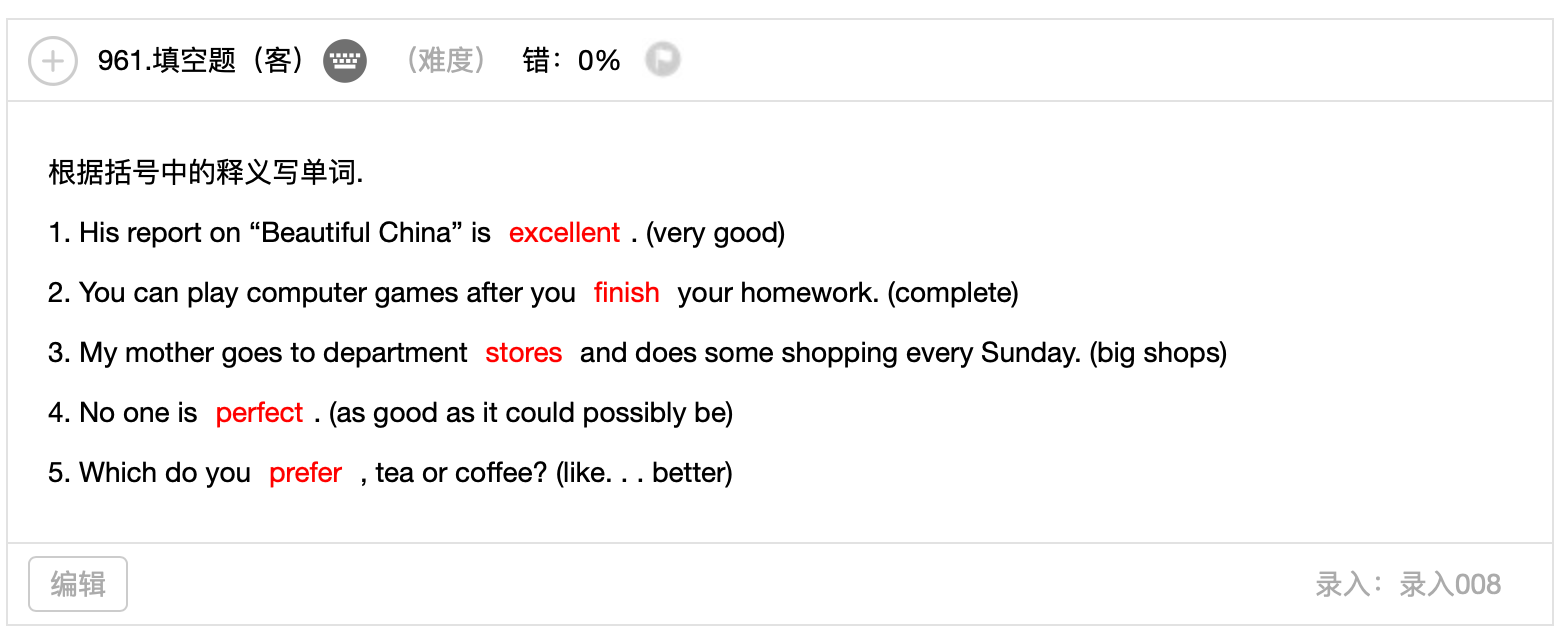 961.填空题（客） （难度） 错：0%
根据括号中的释义写单词.
1. His report on “Beautiful China” is excellent . (very good)
2. You can play computer games after you finish your homework. (complete)
3. My mother goes to department stores and does some shopping every Sunday. (big shops)
4. No one is perfect . (as good as it could possibly be)
5. Which do you prefer , tea or coffee? (like. . . better)
编辑 录入：录入008